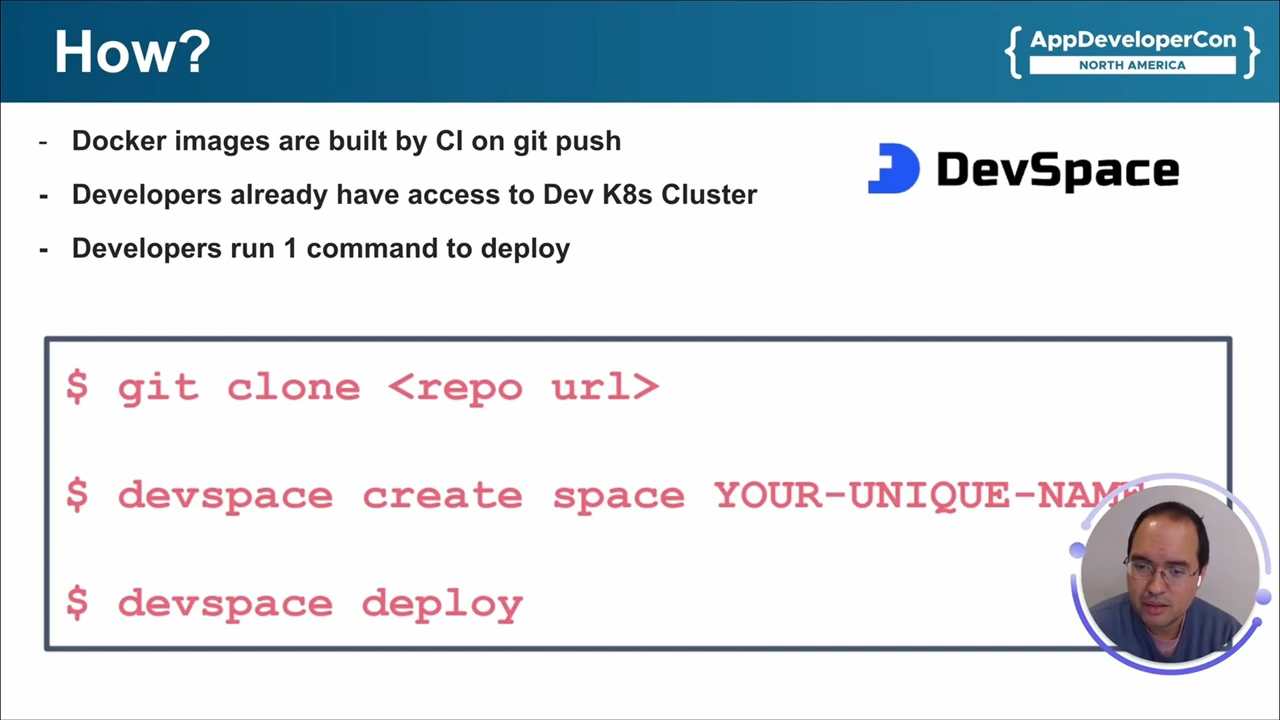 How?
{ AppDeveloperCon }
NORTH AMERICA
- Docker images are built by CI on git push
- Developers already have access to Dev K8s Cluster
- Developers run 1 command to deploy
DevSpace
$ git clone <repo url>
$ devspace create space YOUR-UNIQUE-NAME
$ devspace deploy